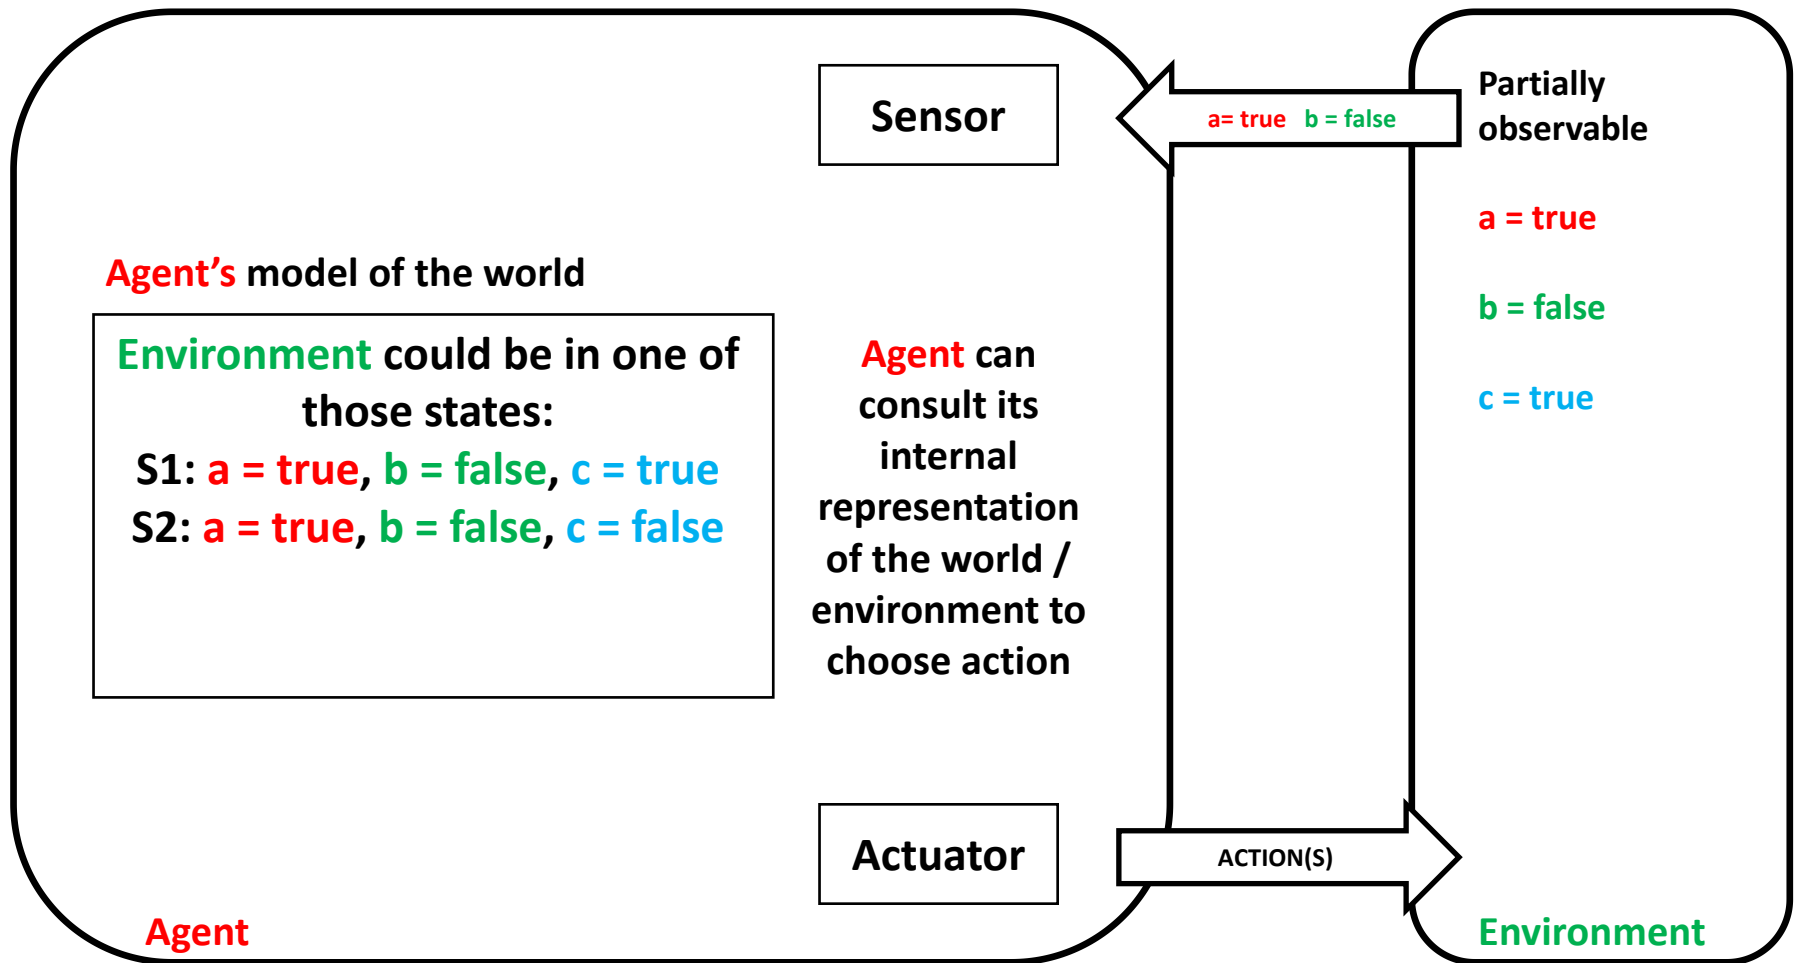 Sensor
a= true b = false
Partially
observable
a = true
b = false
c = true
Agent's model of the world
Environment could be in one of
those states:
S1: a = true, b = false, c = true
S2: a = true, b = false, c = false
Agent can
consult its
internal
representation
of the world /
environment to
choose action
Actuator
ACTION(S)
Agent
Environment